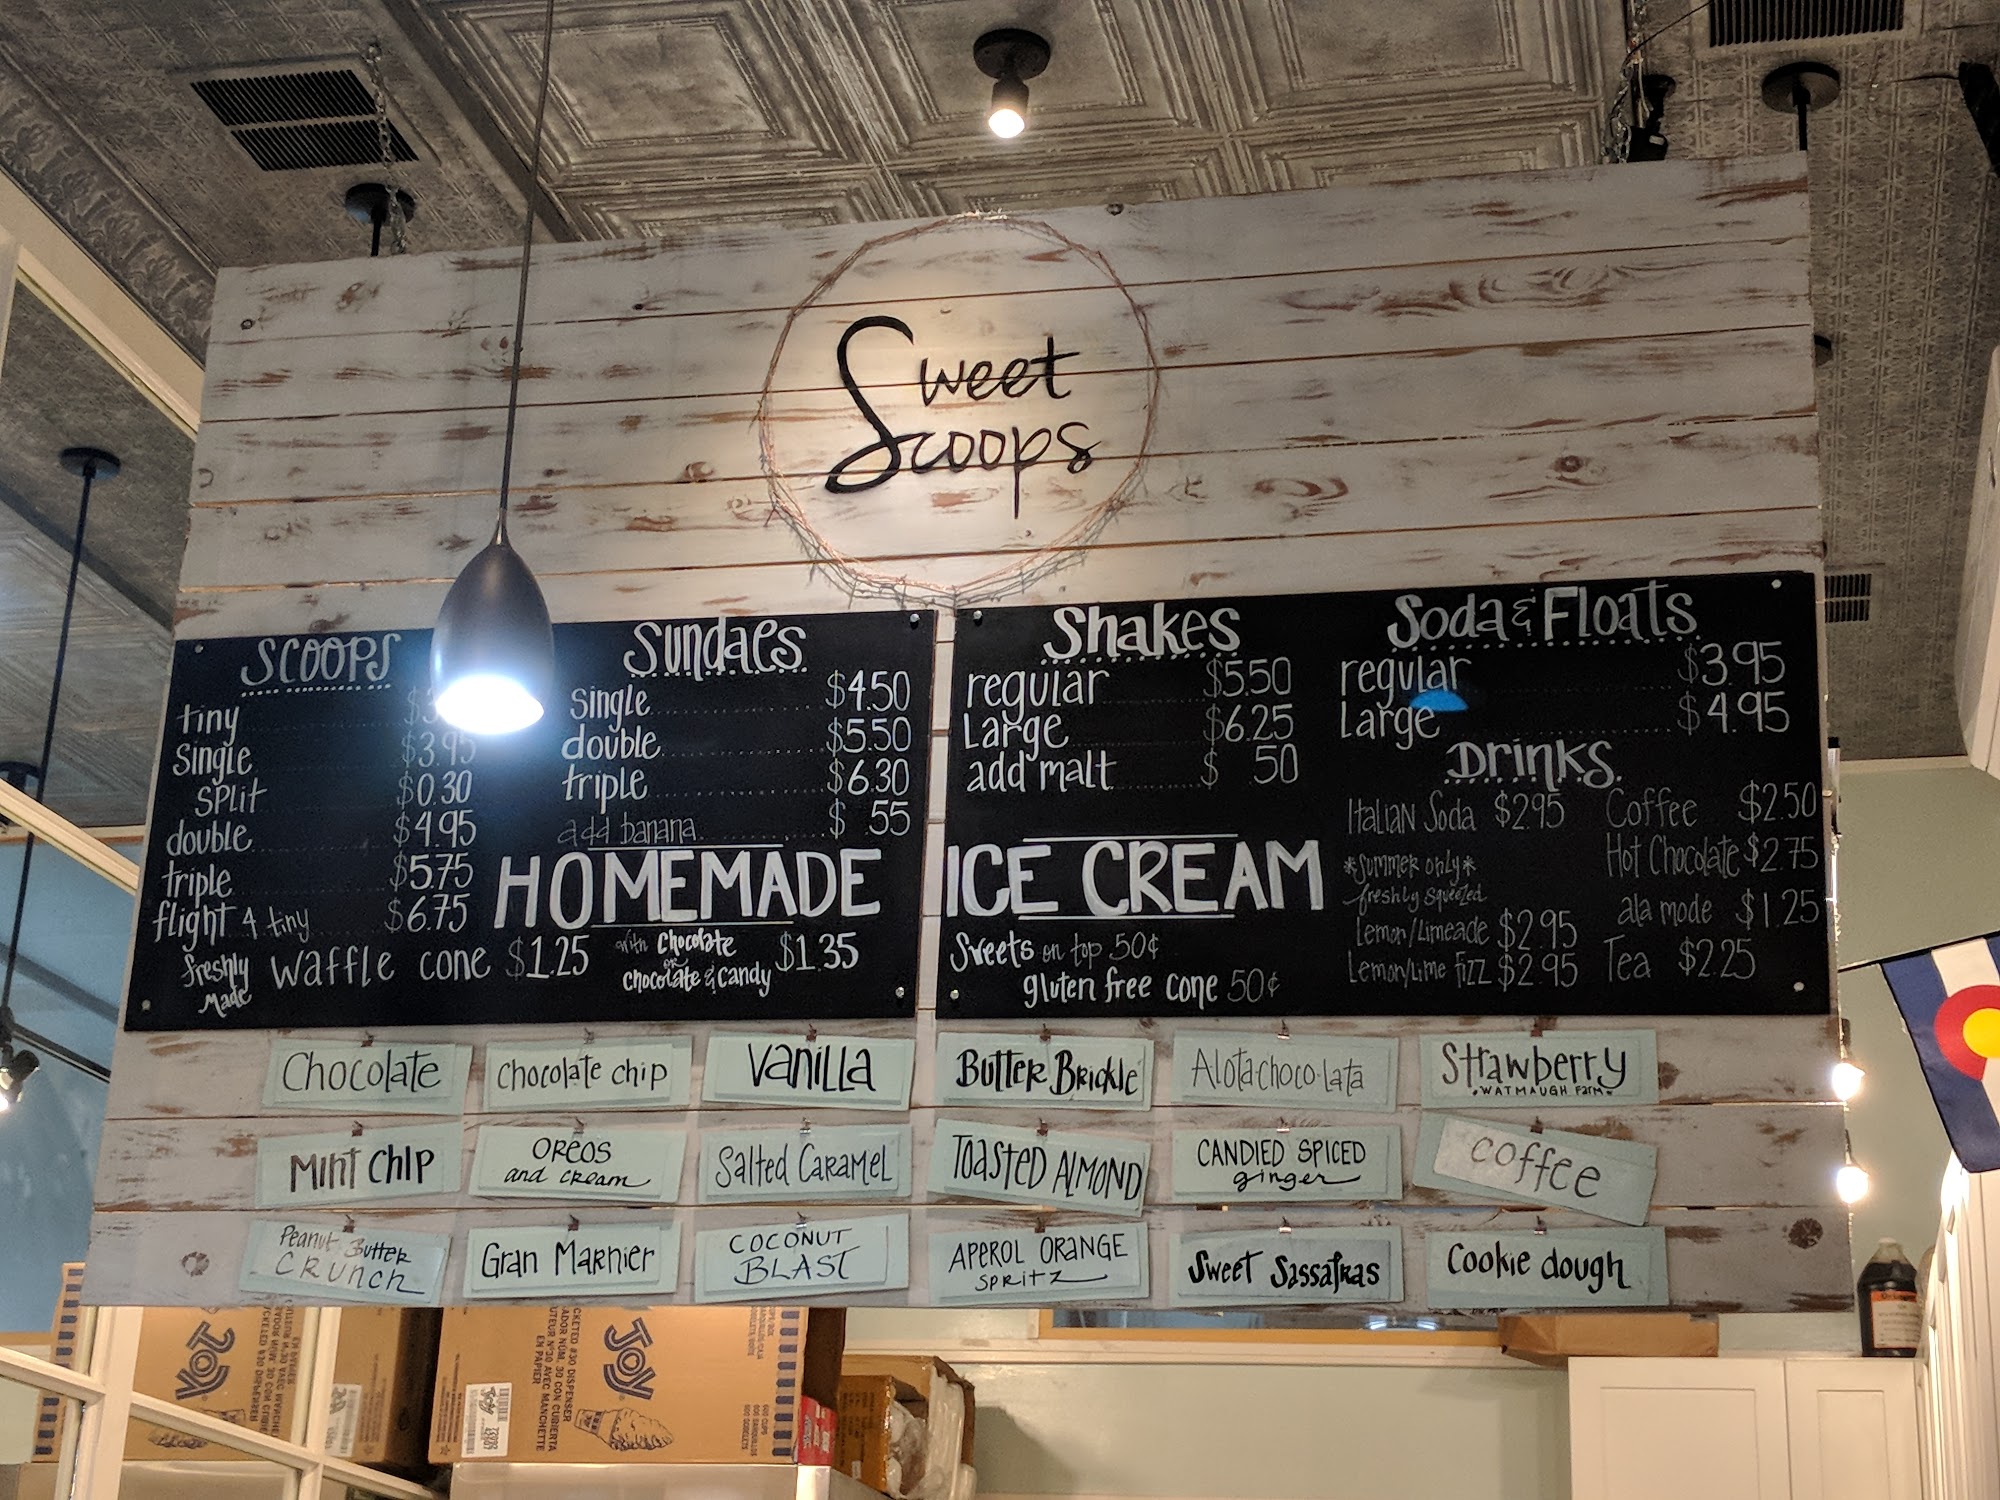 Sweet
Scoops
Scoops
tiny
Single $3.95
Split $0.30
double $4.95
triple $5.75
flight 4 tiny $6.75
freshly
Made
waffle cone $1.25
with Chocolate
or
Chocolate & Candy
$1.35
Sundaes
Single $4.50
double $5.50
triple $6.30
add banana $ 55
HOMEMADE ICE CREAM
Shakes
regular $5.50
Large $6.25
add malt $ .50
Sweets on top 50¢
gluten free cone 50¢
Soda & Floats
regular $3.95
Large $4.95
Drinks
Italian Soda $2.95
*Summer only*
freshly squeezed
Lemon/Limeade $2.95
Lemon/Lime Fizz $2.95
Coffee $2.50
Hot Chocolate $2.75
ala mode $1.25
Tea $2.25
Chocolate
Chocolate chip
Vanilla
Butter Brickle
Alotachoco-lata
Strawberry
• WATMAUGH Farm •
Mint Chip
Oreos
and cream
Salted Caramel
Toasted Almond
CANDIED SPICED
ginger
coffee
Peanut Butter
CRUNCH
Gran Marnier
COCONUT
BLAST
APEROL ORANGE
SPRITZ
Sweet Sassafras
Cookie dough
JOY
JOY